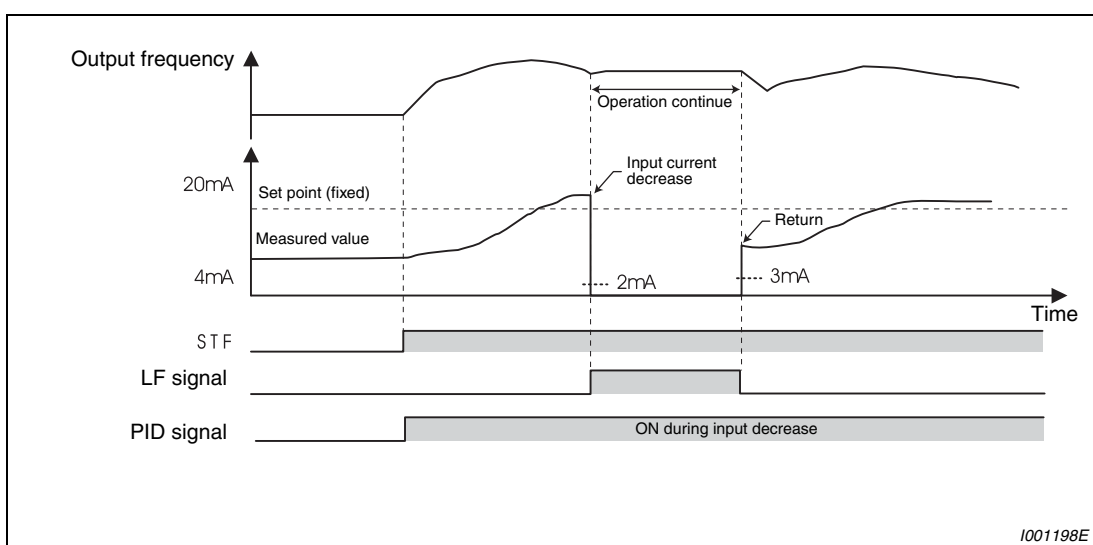 Output frequency
Operation continue
Input current
decrease
20mA
Set point (fixed)
Return
Measured value
4mA
2mA
3mA
Time
STF
LF signal
PID signal
ON during input decrease
I001198E